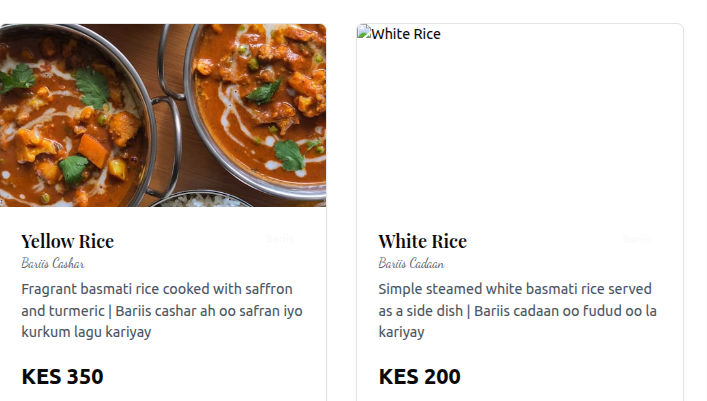 White Rice
Yellow Rice
Bariis Cashar
Fragrant basmati rice cooked with saffron
and turmeric | Bariis cashar ah oo safran iyo
kurkum lagu kariyay
KES 350
White Rice
Bariis Cadaan
Simple steamed white basmati rice served
as a side dish | Bariis cadaan oo fudud oo la
kariyay
KES 200